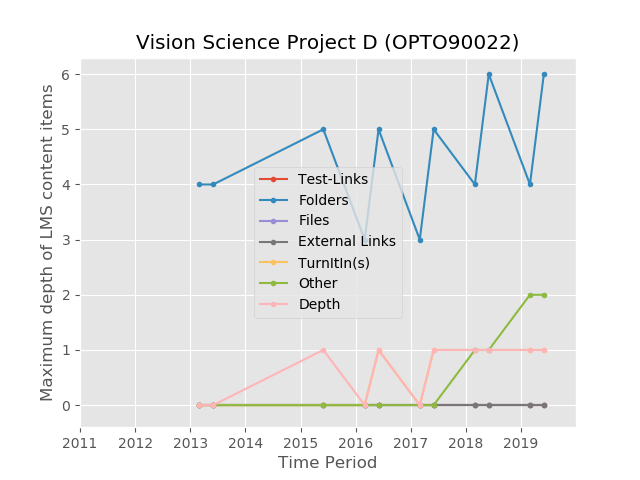 Vision Science Project D (OPTO90022)
Maximum depth of LMS content items
6
5
4
3
2
1
0
Test-Links
Folders
Files
External Links
TurnItIn(s)
Other
Depth
2011 2012 2013 2014 2015 2016 2017 2018 2019
Time Period